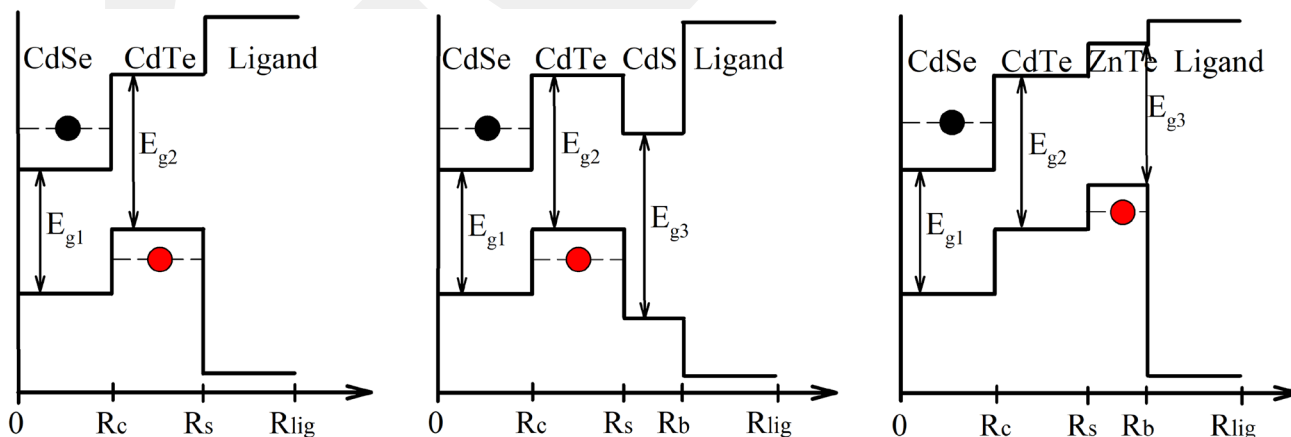 CdSe CdTe Ligand
E_g2
E_g1
0 R_c R_s R_lig
CdSe CdTe CdS Ligand
E_g2
E_g1 E_g3
0 R_c R_s R_b R_lig
CdSe CdTe ZnTe Ligand
E_g3
E_g2
E_g1
0 R_c R_s R_b R_lig